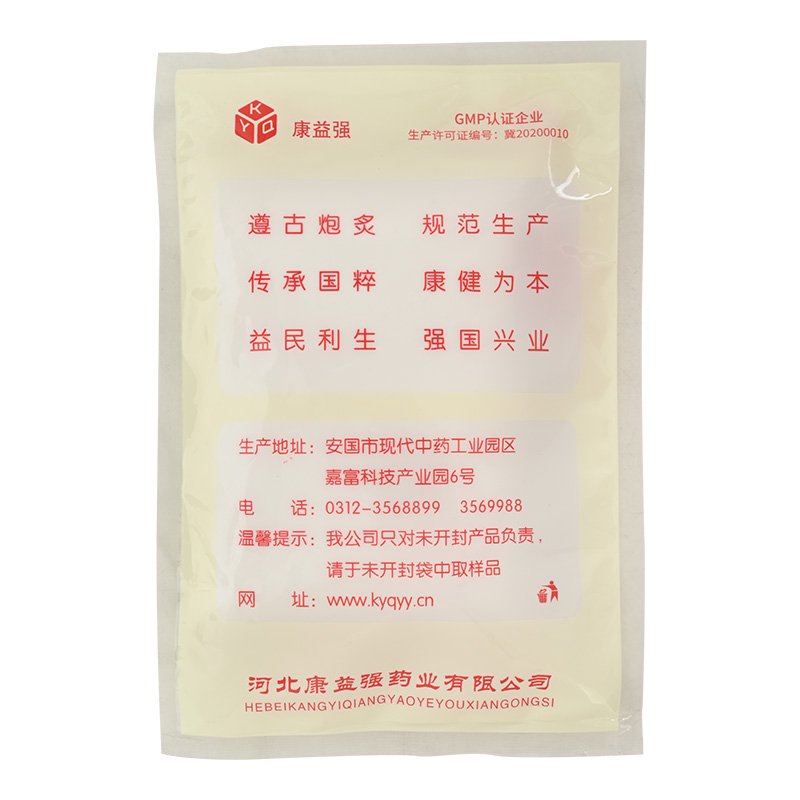 KYQ
康益强
GMP认证企业
生产许可证编号：冀20200010
遵古炮炙 规范生产
传承国粹 康健为本
益民利生 强国兴业
生产地址：安国市现代中药工业园区
嘉富科技产业园6号
电 话：0312-3568899 3569988
温馨提示：我公司只对未开封产品负责，
请于未开封袋中取样品
网 址：www.kyqyy.cn
河北康益强药业有限公司
HEBEIKANGYIQIANGYAOYEYOUXIANGONGSI